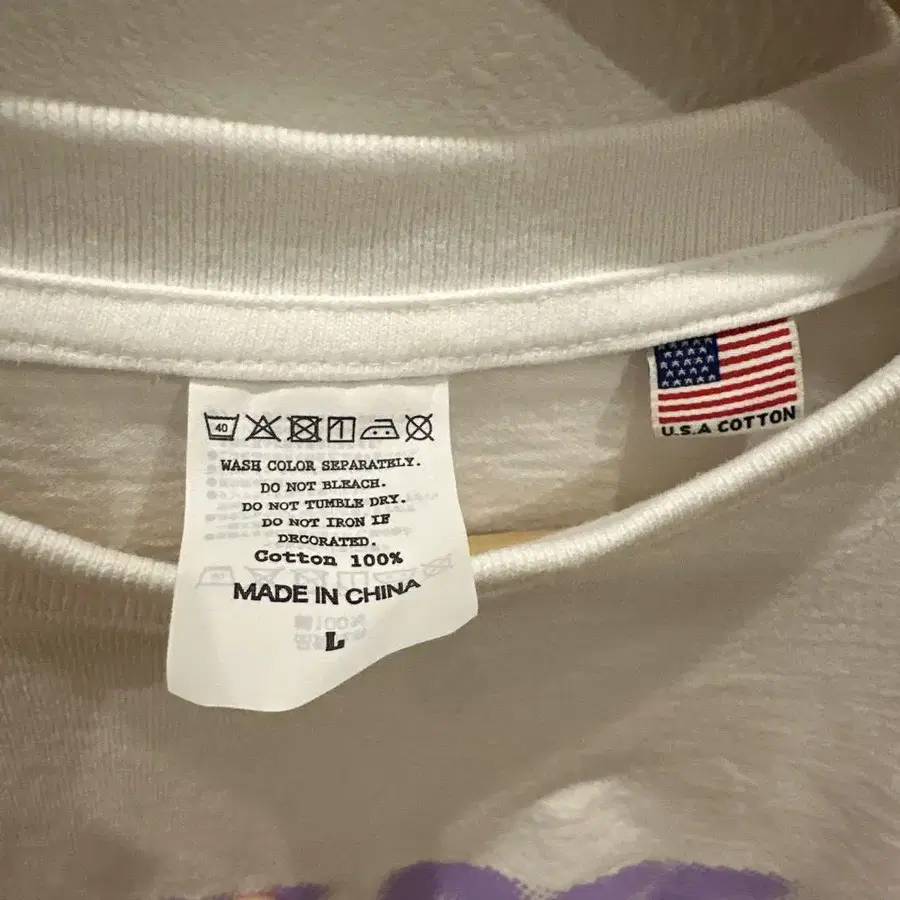 40
WASH COLOR SEPARATELY.
DO NOT BLEACH.
DO NOT TUMBLE DRY.
DO NOT IRON IF
DECORATED.
Cotton 100%
MADE IN CHINA
L
U.S.A COTTON